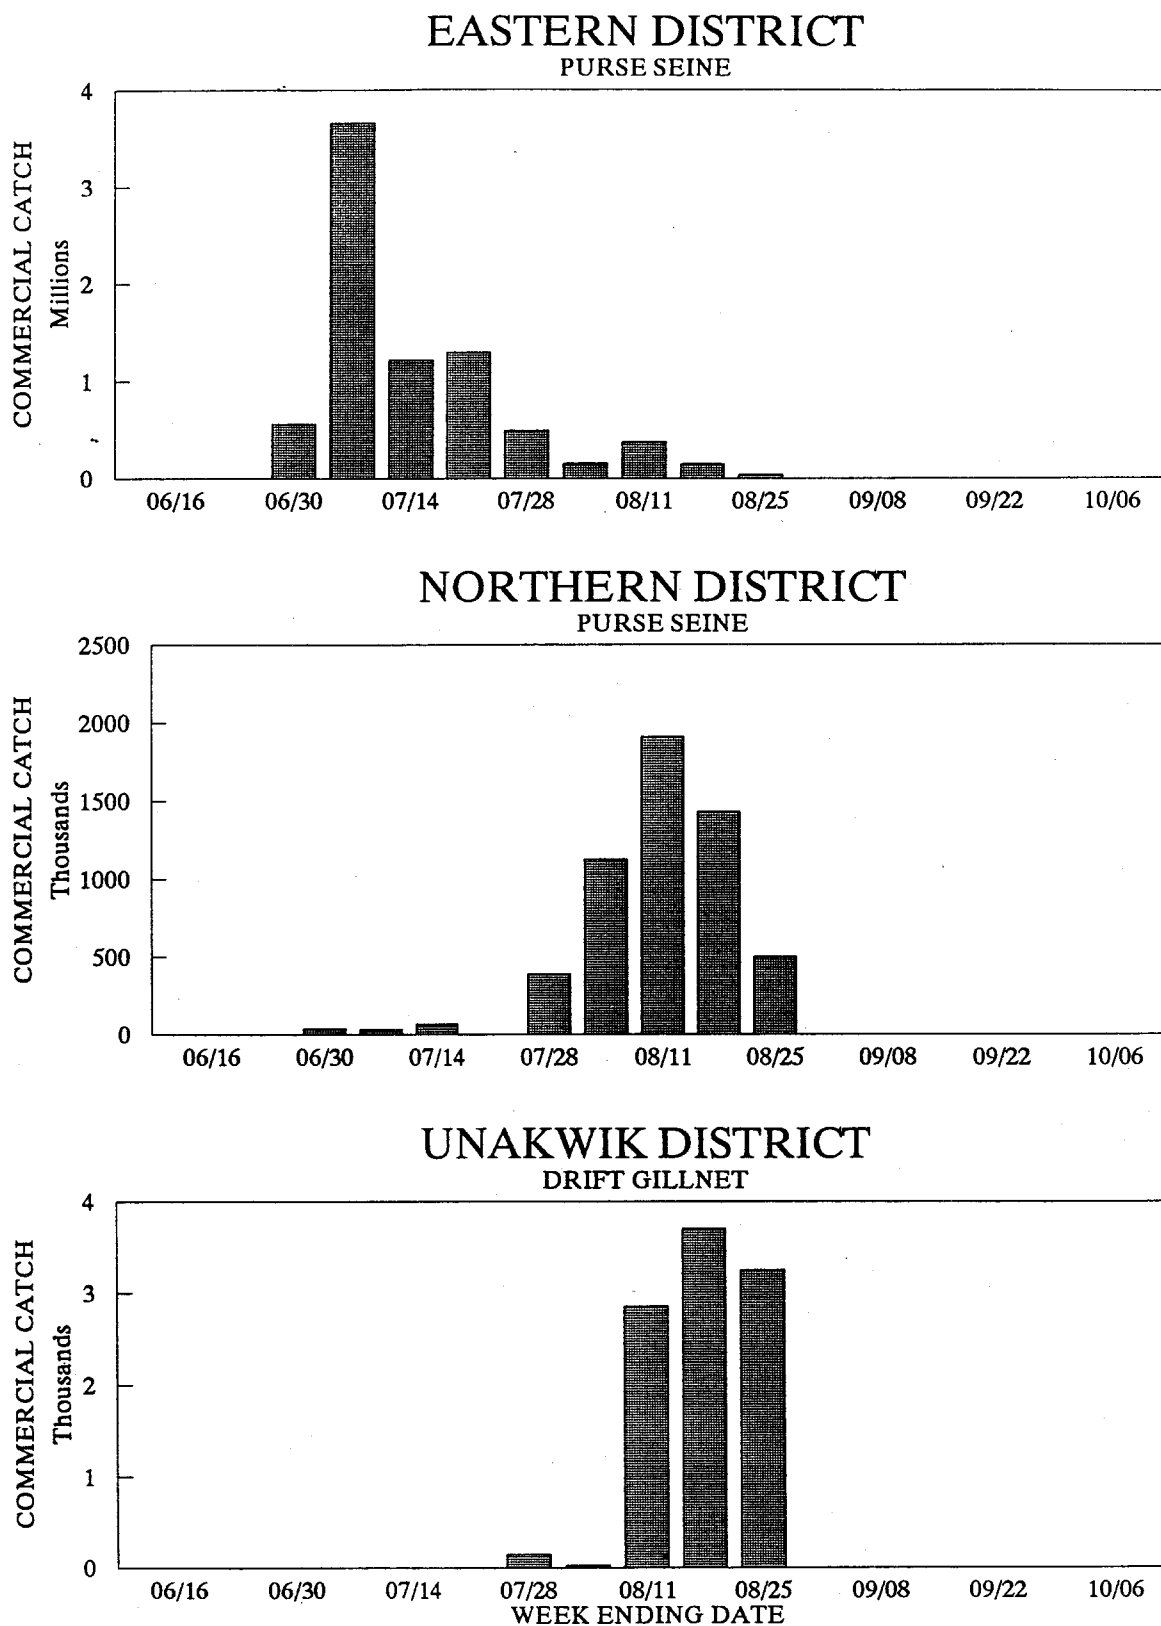 EASTERN DISTRICT
PURSE SEINE
COMMERCIAL CATCH
Millions
4
3
2
1
0
06/16 06/30 07/14 07/28 08/11 08/25 09/08 09/22 10/06
NORTHERN DISTRICT
PURSE SEINE
COMMERCIAL CATCH
Thousands
2500
2000
1500
1000
500
0
06/16 06/30 07/14 07/28 08/11 08/25 09/08 09/22 10/06
UNAKWIK DISTRICT
DRIFT GILLNET
COMMERCIAL CATCH
Thousands
4
3
2
1
0
06/16 06/30 07/14 07/28 08/11 08/25 09/08 09/22 10/06
WEEK ENDING DATE